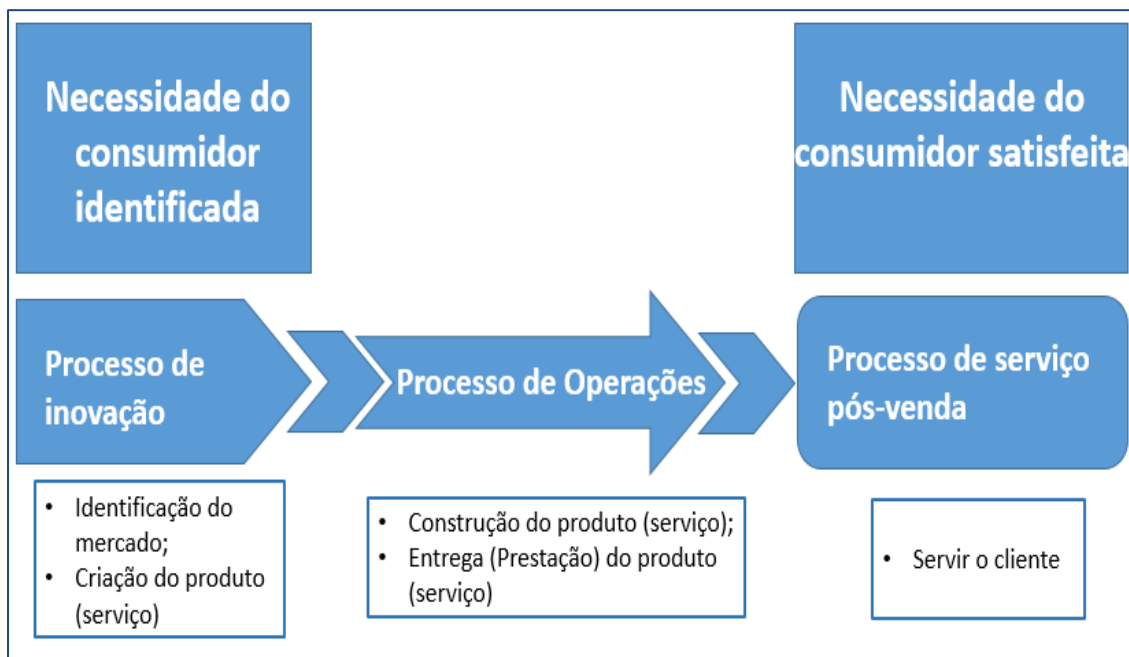 Necessidade do
consumidor
identificada
Necessidade do
consumidor satisfeita
Processo de
inovação
Processo de Operações
Processo de serviço
pós-venda
• Identificação do
mercado;
• Criação do produto
(serviço)
• Construção do produto (serviço);
• Entrega (Prestação) do produto
(serviço)
• Servir o cliente